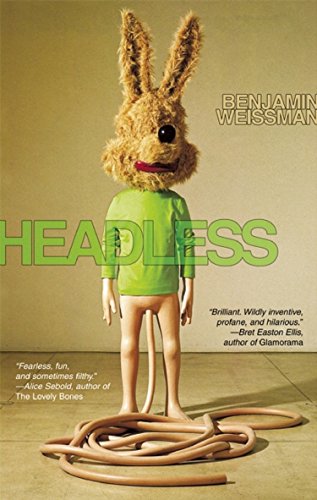 BENJAMIN
WEISSMAN
HEADLESS
"Brilliant. Wildly inventive,
profane, and hilarious."
—Bret Easton Ellis,
author of Glamorama
"Fearless, fun,
and sometimes filthy."
—Alice Sebold, author of
The Lovely Bones